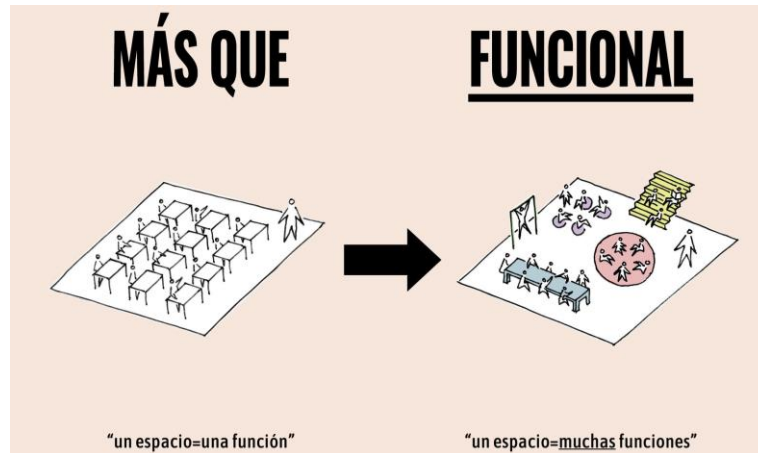 MÁS QUE
FUNCIONAL
"un espacio=una función"
"un espacio=muchas funciones"